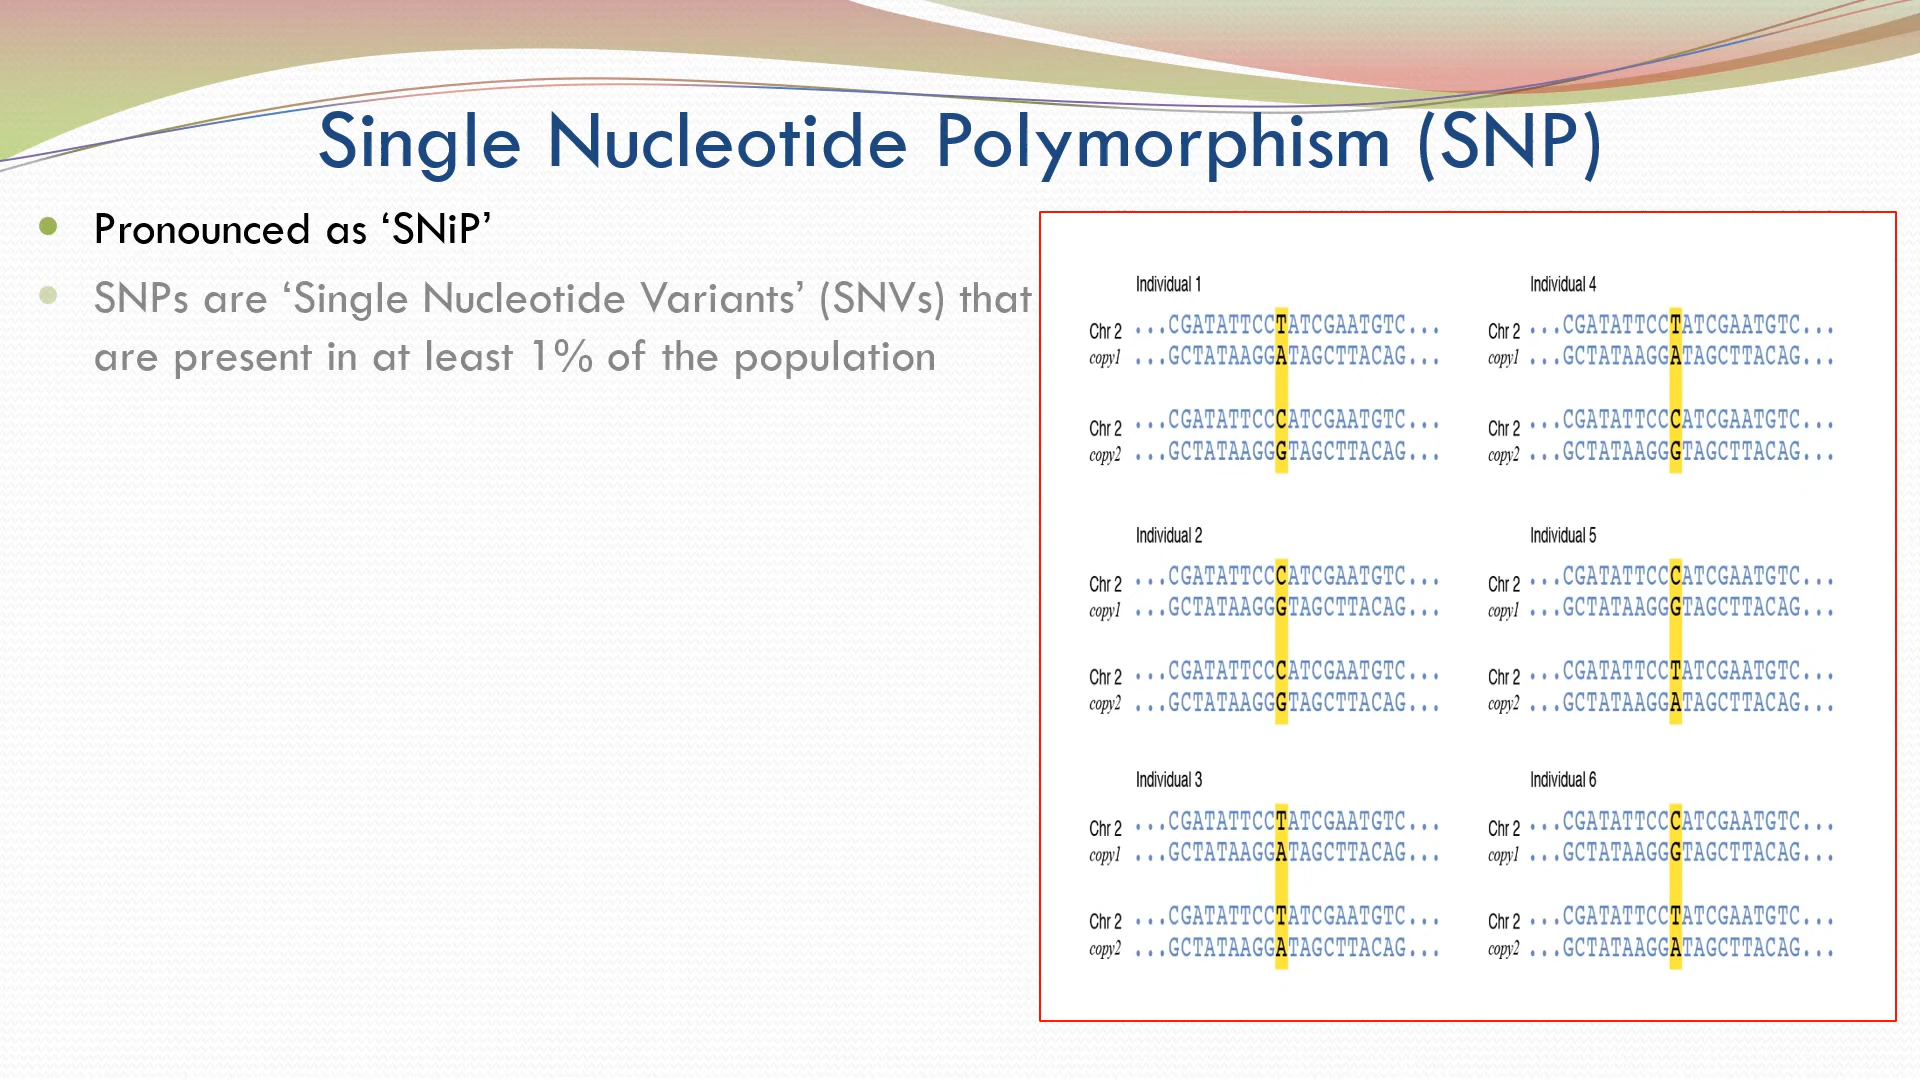 Single Nucleotide Polymorphism (SNP)
Pronounced as ‘SNiP’
SNPs are ‘Single Nucleotide Variants’ (SNVs) that
are present in at least 1% of the population
Individual 1
Chr 2 ...CGATATTCCTATCGAATGTC...
copy1 ...GCTATAAGGATAGCTTACAG...
Chr 2 ...CGATATTCCCATCGAATGTC...
copy2 ...GCTATAAGGGTAGCTTACAG...
Individual 2
Chr 2 ...CGATATTCCCATCGAATGTC...
copy1 ...GCTATAAGGGTAGCTTACAG...
Chr 2 ...CGATATTCCCATCGAATGTC...
copy2 ...GCTATAAGGGTAGCTTACAG...
Individual 3
Chr 2 ...CGATATTCCTATCGAATGTC...
copy1 ...GCTATAAGGATAGCTTACAG...
Chr 2 ...CGATATTCCTATCGAATGTC...
copy2 ...GCTATAAGGATAGCTTACAG...
Individual 4
Chr 2 ...CGATATTCCTATCGAATGTC...
copy1 ...GCTATAAGGATAGCTTACAG...
Chr 2 ...CGATATTCCCATCGAATGTC...
copy2 ...GCTATAAGGGTAGCTTACAG...
Individual 5
Chr 2 ...CGATATTCCCATCGAATGTC...
copy1 ...GCTATAAGGGTAGCTTACAG...
Chr 2 ...CGATATTCCTATCGAATGTC...
copy2 ...GCTATAAGGATAGCTTACAG...
Individual 6
Chr 2 ...CGATATTCCCATCGAATGTC...
copy1 ...GCTATAAGGGTAGCTTACAG...
Chr 2 ...CGATATTCCTATCGAATGTC...
copy2 ...GCTATAAGGATAGCTTACAG...